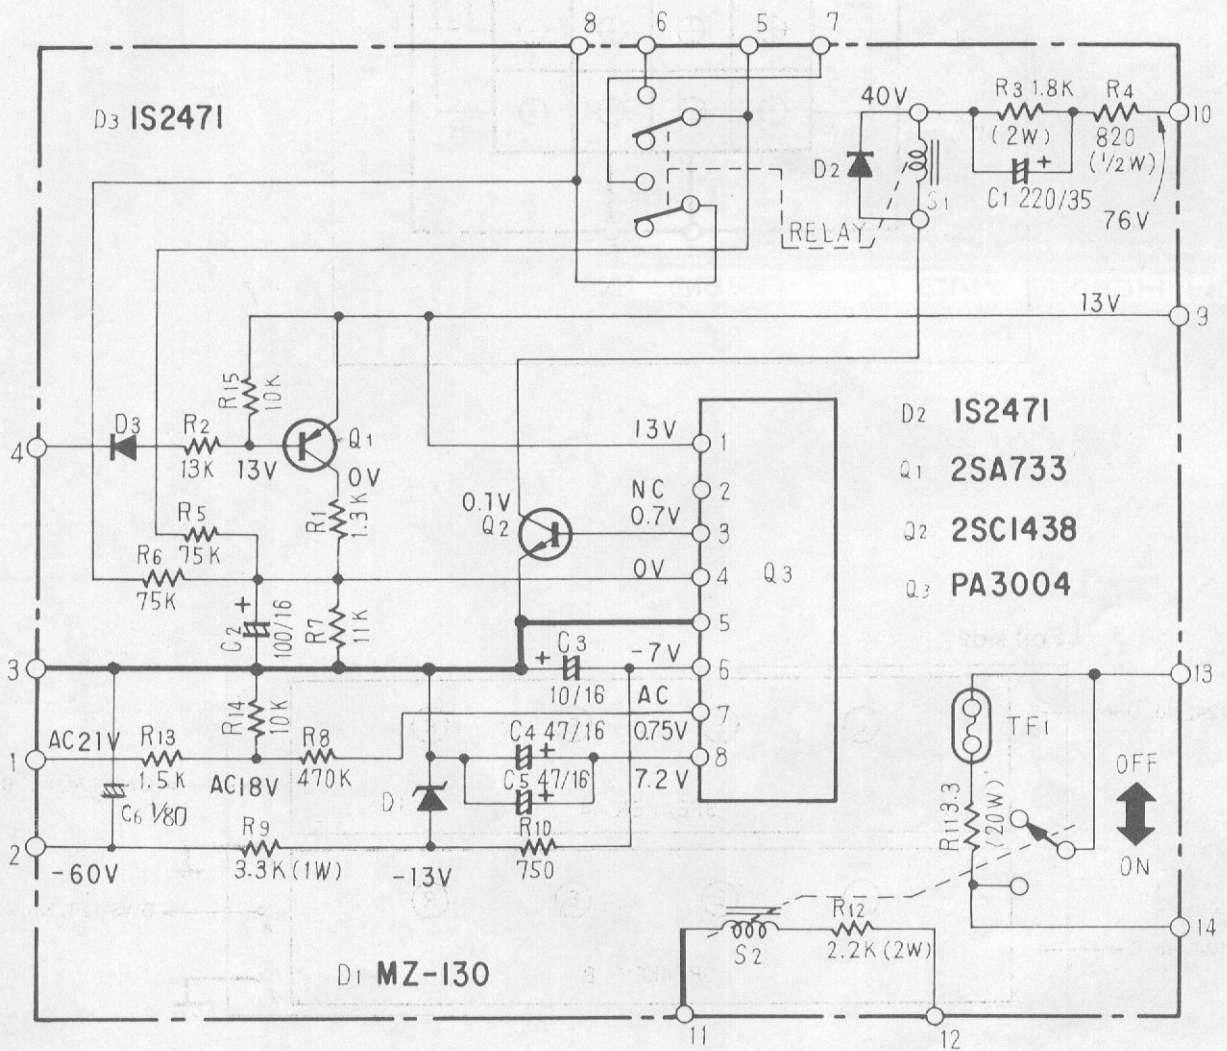 8 6 5 7
D3 1S2471
40V
R3 1.8K
(2W)
R4
820
(1/2W)
10
D2
S1
C1 220/35
+
76V
RELAY
13V
9
R15
10K
D2 1S2471
4
D3
R2
13K
13V
Q1
0V
13V
1
Q1 2SA733
R1
1.3K
NC
2
0.1V
Q2
0.7V
3
Q2 2SC1438
R5
75K
R6
75K
0V
4
Q3
Q3 PA3004
+
C2
100/16
R7
11K
5
3
+
C3
10/16
-7V
6
13
R14
10K
AC
0.75V
7
TF1
AC21V
1
R13
1.5K
AC18V
R8
470K
C4 47/16
+
C5 47/16
+
7.2V
8
OFF
ON
C6 1/80
D1
R11 3.3
(20W)
2
-60V
R9
3.3K(1W)
-13V
R10
750
R12
2.2K(2W)
S2
14
D1 MZ-130
11
12